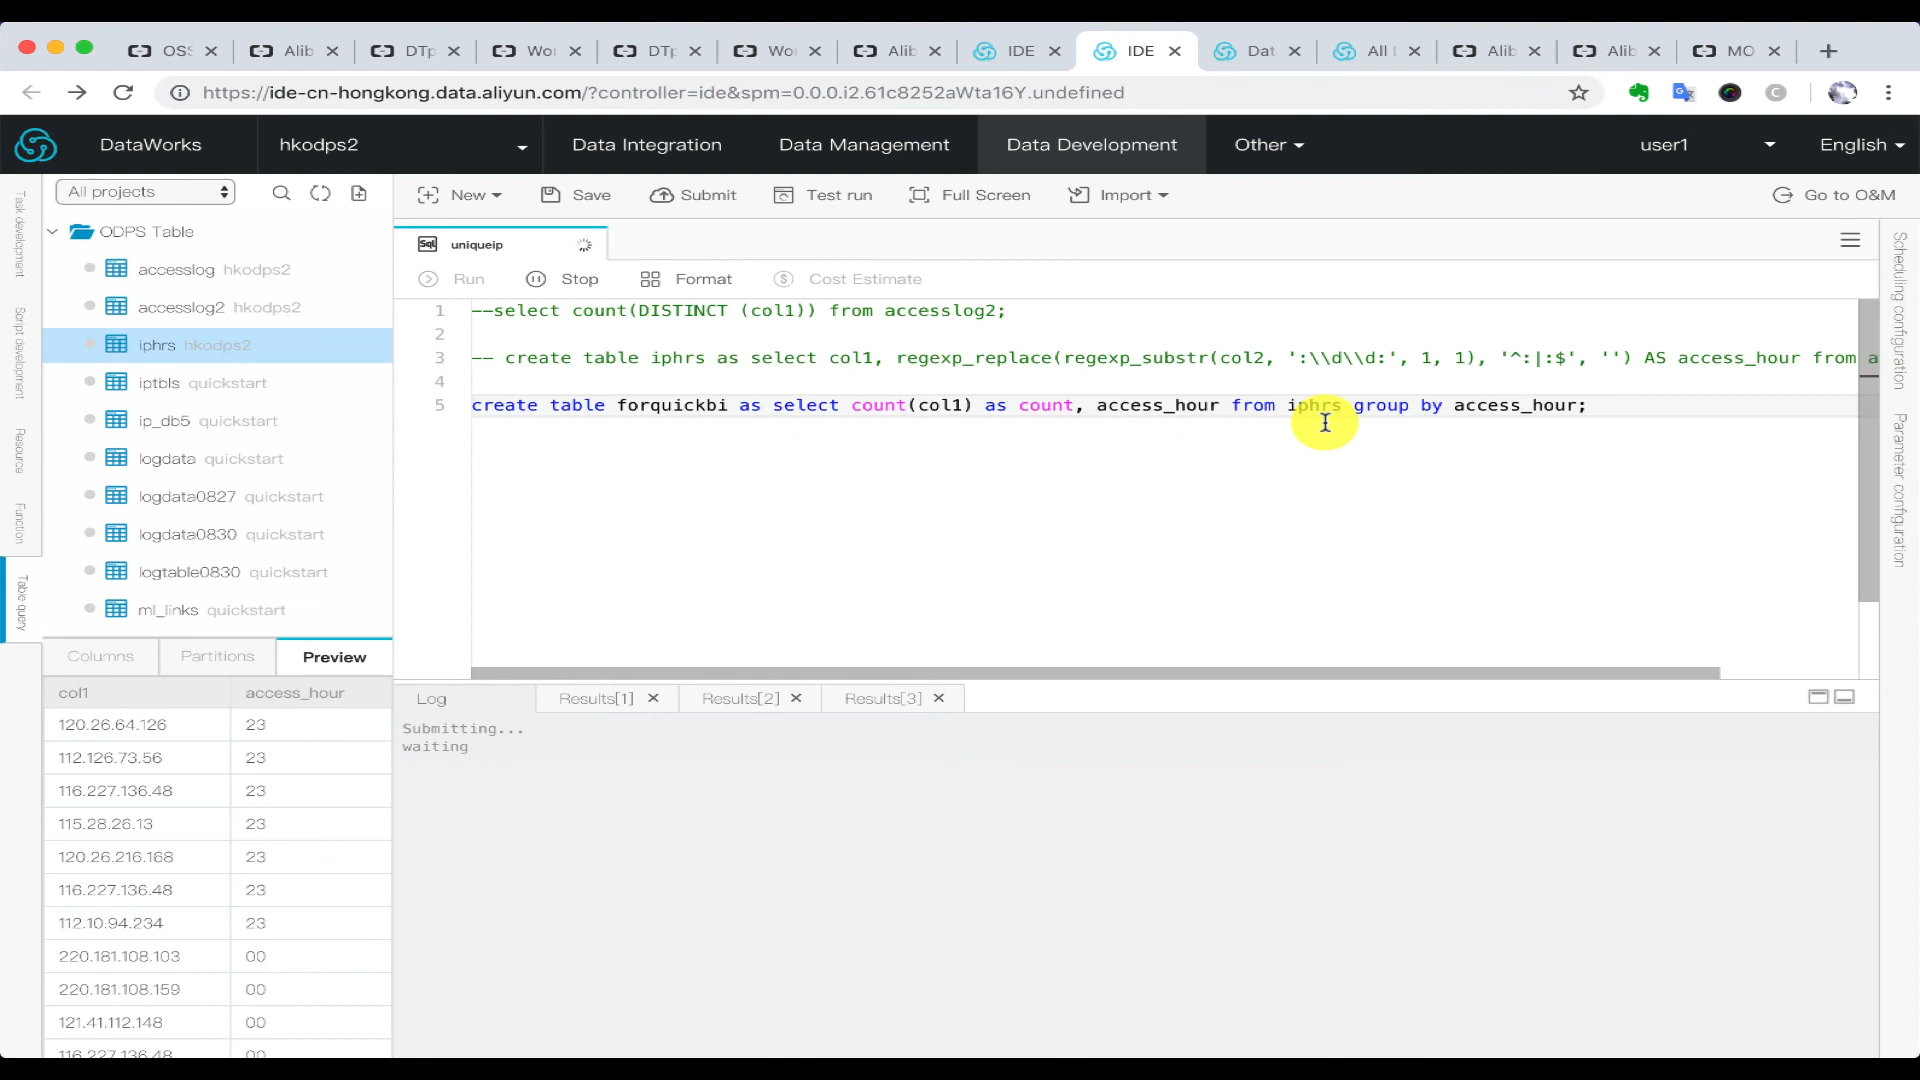 OSS
Alib
DTp
Wor
DTp
Wo
Alib
IDE
IDE
Dat
All
Alib
Alib
MO
https://ide-cn-hongkong.data.aliyun.com/?controller=ide&spm=0.0.0.i2.61c8252aWta16Y.undefined
DataWorks
hkodps2
Data Integration
Data Management
Data Development
Other
user1
English
Task development
Script development
Resource
Function
Table query
All projects
ODPS Table
accesslog hkodps2
accesslog2 hkodps2
iphrs hkodps2
iptbls quickstart
ip_db5 quickstart
logdata quickstart
logdata0827 quickstart
logdata0830 quickstart
logtable0830 quickstart
ml_links quickstart
Columns
Partitions
Preview
col1 access_hour
120.26.64.126 23
112.126.73.56 23
116.227.136.48 23
115.28.26.13 23
120.26.216.168 23
116.227.136.48 23
112.10.94.234 23
220.181.108.103 00
220.181.108.159 00
121.41.112.148 00
116.227.136.48 00
New
Save
Submit
Test run
Full Screen
Import
Go to O&M
Sql uniqueip
Run
Stop
Format
Cost Estimate
1 --select count(DISTINCT (col1)) from accesslog2;
2
3 -- create table iphrs as select col1, regexp_replace(regexp_substr(col2, ':\\d\\d:', 1, 1), '^:|:$', '') AS access_hour from a
4
5 create table forquickbi as select count(col1) as count, access_hour from iphrs group by access_hour;
Log
Results[1]
Results[2]
Results[3]
Submitting...
waiting
Scheduling configuration
Parameter configuration